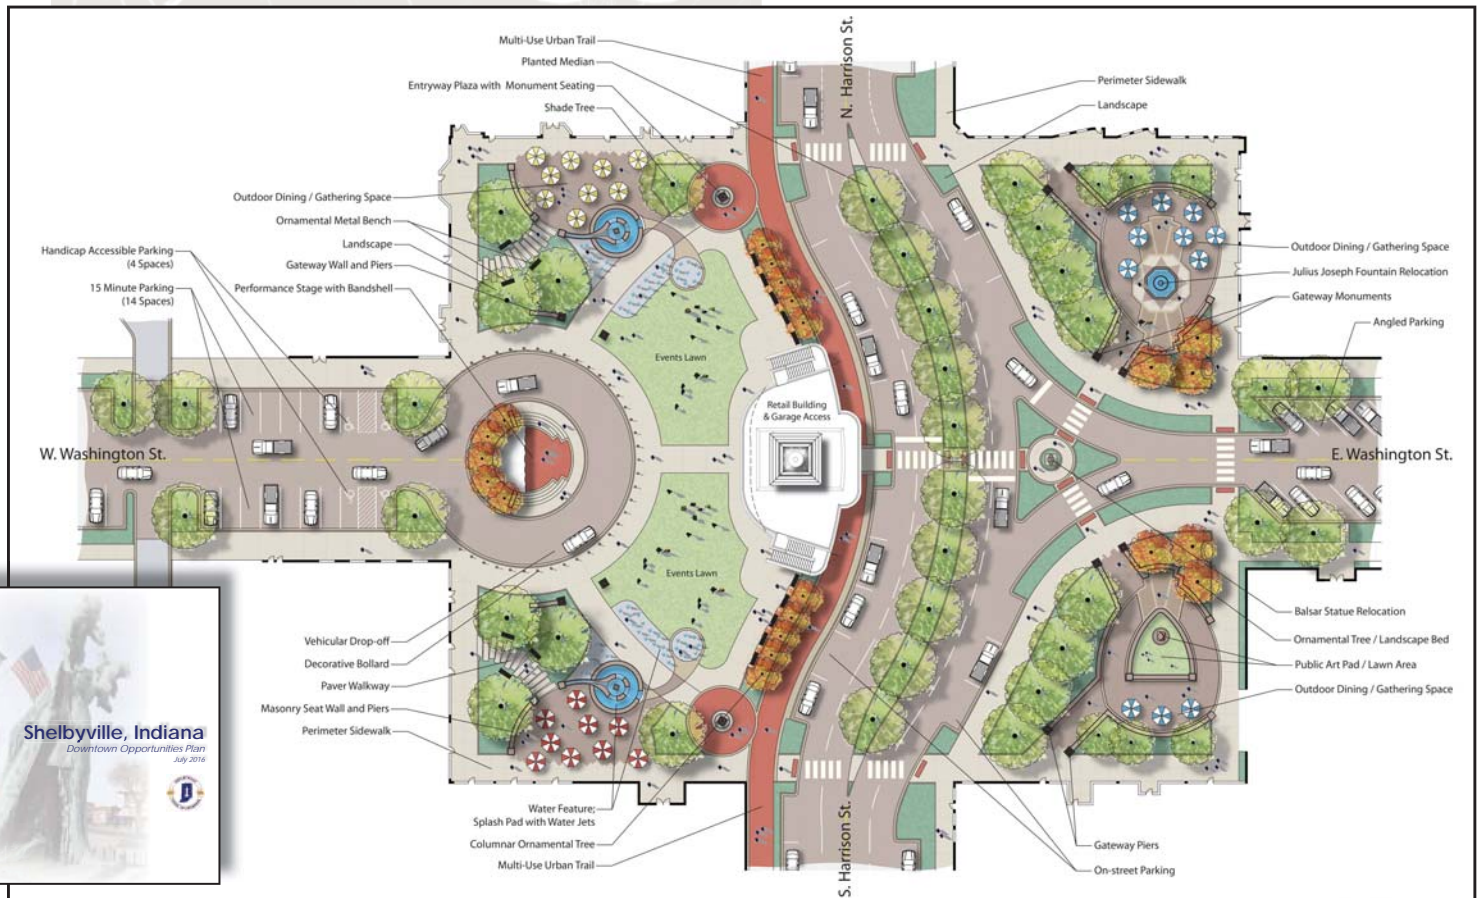 Multi-Use Urban Trail
Planted Median
Entryway Plaza with Monument Seating
Shade Tree
Outdoor Dining / Gathering Space
Ornamental Metal Bench
Landscape
Gateway Wall and Piers
Performance Stage with Bandshell
Handicap Accessible Parking
(4 Spaces)
15 Minute Parking
(14 Spaces)
N. Harrison St.
Perimeter Sidewalk
Landscape
Outdoor Dining / Gathering Space
Julius Joseph Fountain Relocation
Gateway Monuments
Angled Parking
Events Lawn
Retail Building
& Garage Access
W. Washington St.
E. Washington St.
Events Lawn
Vehicular Drop-off
Decorative Bollard
Paver Walkway
Masonry Seat Wall and Piers
Perimeter Sidewalk
Balsar Statue Relocation
Ornamental Tree / Landscape Bed
Public Art Pad / Lawn Area
Outdoor Dining / Gathering Space
Shelbyville, Indiana
Downtown Opportunities Plan
July 2016
Water Feature;
Splash Pad with Water Jets
Columnar Ornamental Tree
Multi-Use Urban Trail
S. Harrison St.
Gateway Piers
On-street Parking